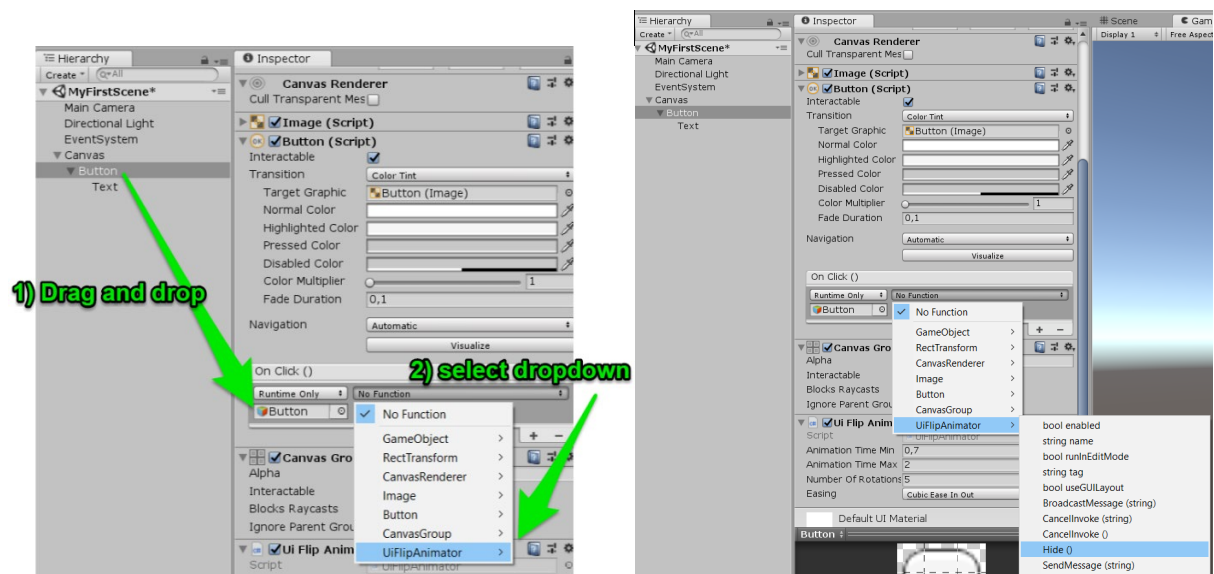 Hierarchy
Create
All
MyFirstScene*
Main Camera
Directional Light
EventSystem
Canvas
Button
Text
1) Drag and drop
Inspector
Canvas Renderer
Cull Transparent Mes
Image (Script)
Button (Script)
Interactable
Transition
Color Tint
Target Graphic
Button (Image)
Normal Color
Highlighted Color
Pressed Color
Disabled Color
Color Multiplier
1
Fade Duration
0,1
Navigation
Automatic
Visualize
On Click ()
2) select dropdown
Runtime Only
No Function
Button
No Function
GameObject
RectTransform
CanvasRenderer
Image
Button
CanvasGroup
UiFlipAnimator
+ −
Canvas Gro
Alpha
Interactable
Blocks Raycasts
Ignore Parent Grou
Ui Flip Anim
Script
UiFlipAnimator
Hierarchy
Create
All
MyFirstScene*
Main Camera
Directional Light
EventSystem
Canvas
Button
Text
Inspector
Canvas Renderer
Cull Transparent Mes
Image (Script)
Button (Script)
Interactable
Transition
Color Tint
Target Graphic
Button (Image)
Normal Color
Highlighted Color
Pressed Color
Disabled Color
Color Multiplier
1
Fade Duration
0,1
Navigation
Automatic
Visualize
On Click ()
Runtime Only
No Function
Button
No Function
GameObject
RectTransform
CanvasRenderer
Image
Button
CanvasGroup
UiFlipAnimator
+ −
Canvas Gro
Alpha
Interactable
Blocks Raycasts
Ignore Parent Grou
Ui Flip Anim
Script
UiFlipAnimator
Animation Time Min
0,7
Animation Time Max
2
Number Of Rotations
5
Easing
Cubic Ease In Out
Default UI Material
Button
bool enabled
string name
bool runInEditMode
string tag
bool useGUILayout
BroadcastMessage (string)
CancelInvoke (string)
CancelInvoke ()
Hide ()
SendMessage (string)
Scene
Gam
Display 1
Free Aspect